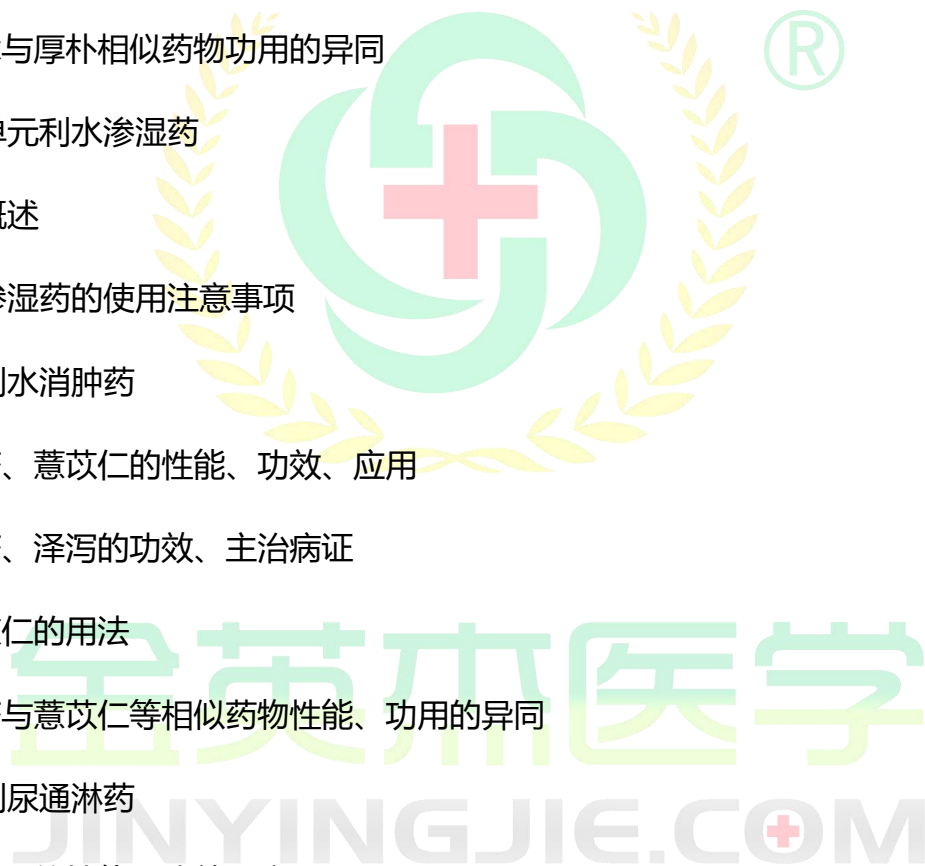 与厚朴相似药物功用的异同
®
单元利水渗湿药
概述
渗湿药的使用注意事项
利水消肿药
、薏苡仁的性能、功效、应用
、泽泻的功效、主治病证
仁的用法
与薏苡仁等相似药物性能、功用的异同
利尿通淋药
金英杰医学
JINYINGJIE.COM